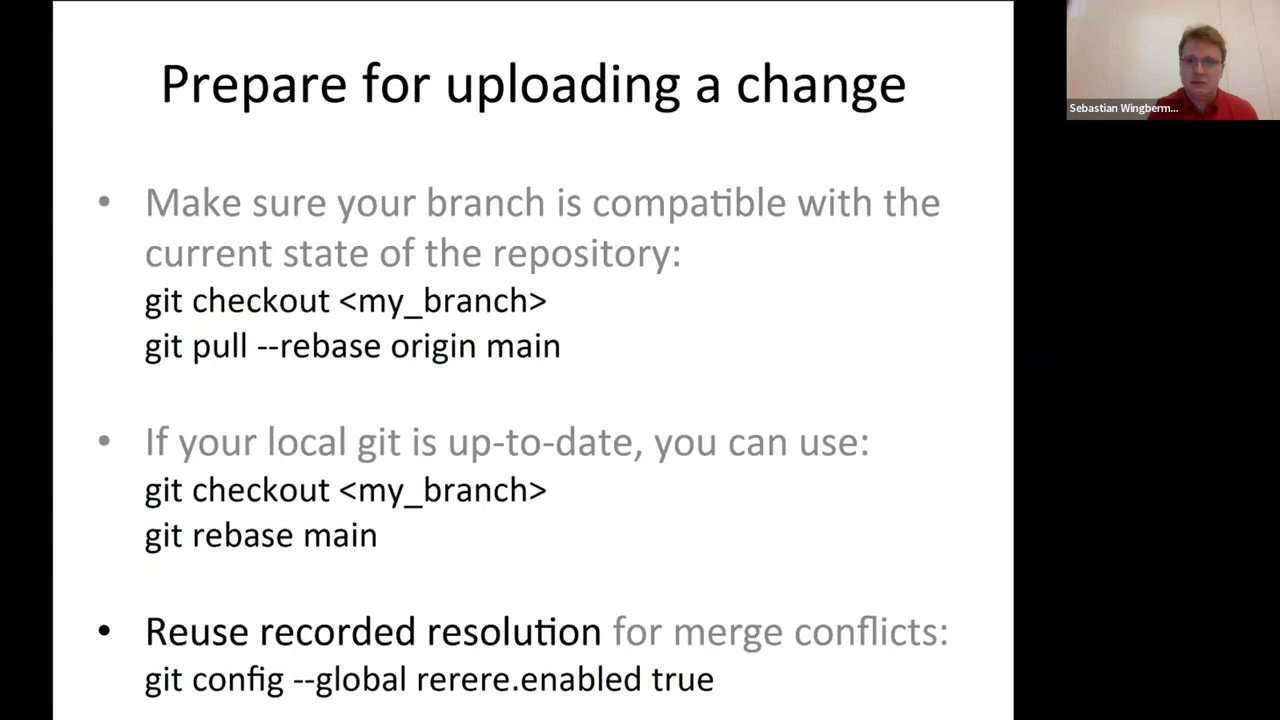 Prepare for uploading a change
• Make sure your branch is compatible with the
current state of the repository:
git checkout <my_branch>
git pull --rebase origin main
• If your local git is up-to-date, you can use:
git checkout <my_branch>
git rebase main
• Reuse recorded resolution for merge conflicts:
git config --global rerere.enabled true
Sebastian Wingberm...